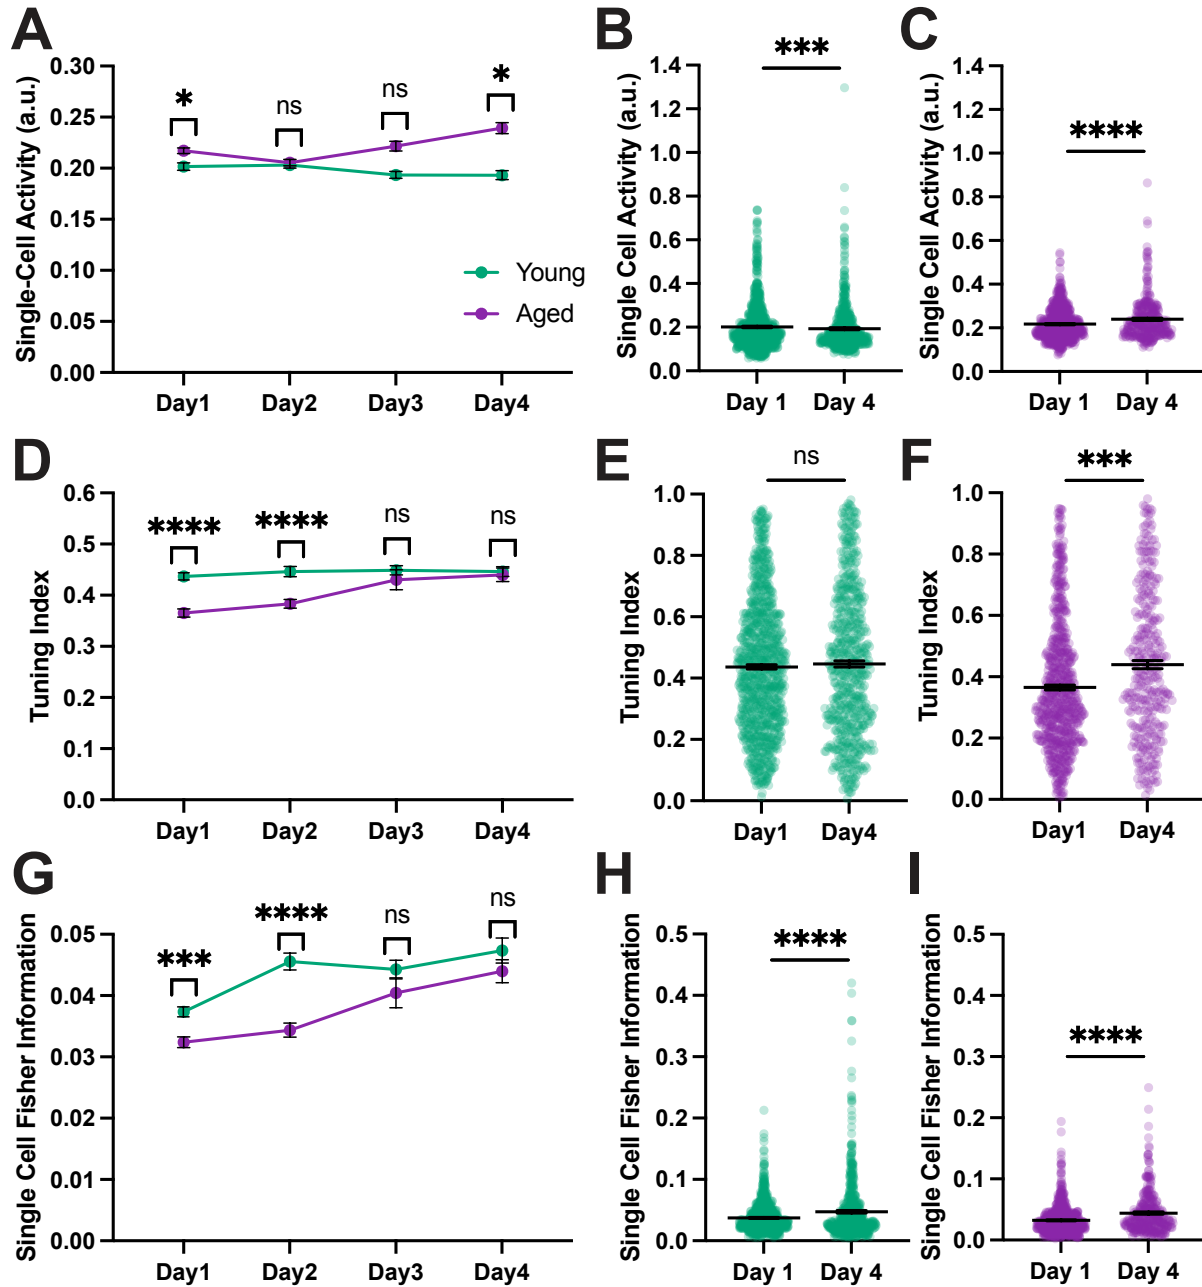 A
Single-Cell Activity (a.u.)
0.30
0.25
0.20
0.15
0.10
0.05
0.00
*
ns
ns
*
Young
Aged
Day1 Day2 Day3 Day4
B
Single Cell Activity (a.u.)
1.4
1.2
1.0
0.8
0.6
0.4
0.2
0.0
***
Day 1 Day 4
C
Single Cell Activity (a.u.)
1.4
1.2
1.0
0.8
0.6
0.4
0.2
0.0
****
Day 1 Day 4
D
Tuning Index
0.6
0.5
0.4
0.3
0.2
0.1
0.0
****
****
ns
ns
Day1 Day2 Day3 Day4
E
Tuning Index
1.0
0.8
0.6
0.4
0.2
0.0
ns
Day1 Day4
F
Tuning Index
1.0
0.8
0.6
0.4
0.2
0.0
***
Day1 Day4
G
Single Cell Fisher Information
0.05
0.04
0.03
0.02
0.01
0.00
***
****
ns
ns
Day1 Day2 Day3 Day4
H
Single Cell Fisher Information
0.5
0.4
0.3
0.2
0.1
0.0
****
Day 1 Day 4
I
Single Cell Fisher Information
0.5
0.4
0.3
0.2
0.1
0.0
****
Day 1 Day 4